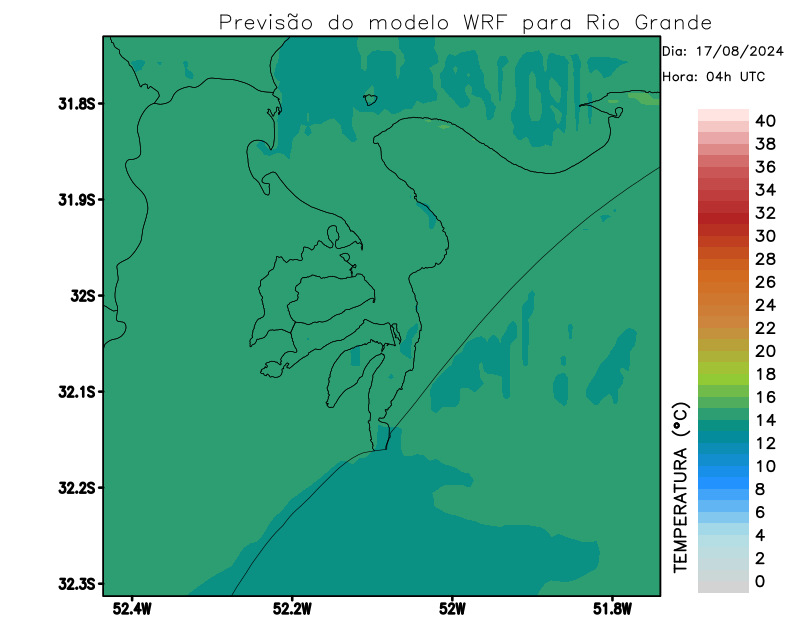 Previsão do modelo WRF para Rio Grande
Dia: 17/08/2024
Hora: 04h UTC
31.8S
31.9S
32S
32.1S
32.2S
32.3S
52.4W
52.2W
52W
51.8W
TEMPERATURA (°C)
40
38
36
34
32
30
28
26
24
22
20
18
16
14
12
10
8
6
4
2
0